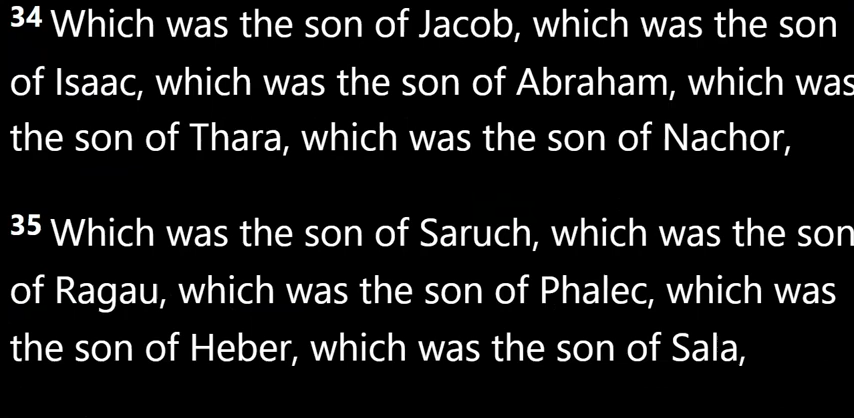 34 Which was the son of Jacob, which was the son
of Isaac, which was the son of Abraham, which was
the son of Thara, which was the son of Nachor,
35 Which was the son of Saruch, which was the son
of Ragau, which was the son of Phalec, which was
the son of Heber, which was the son of Sala,